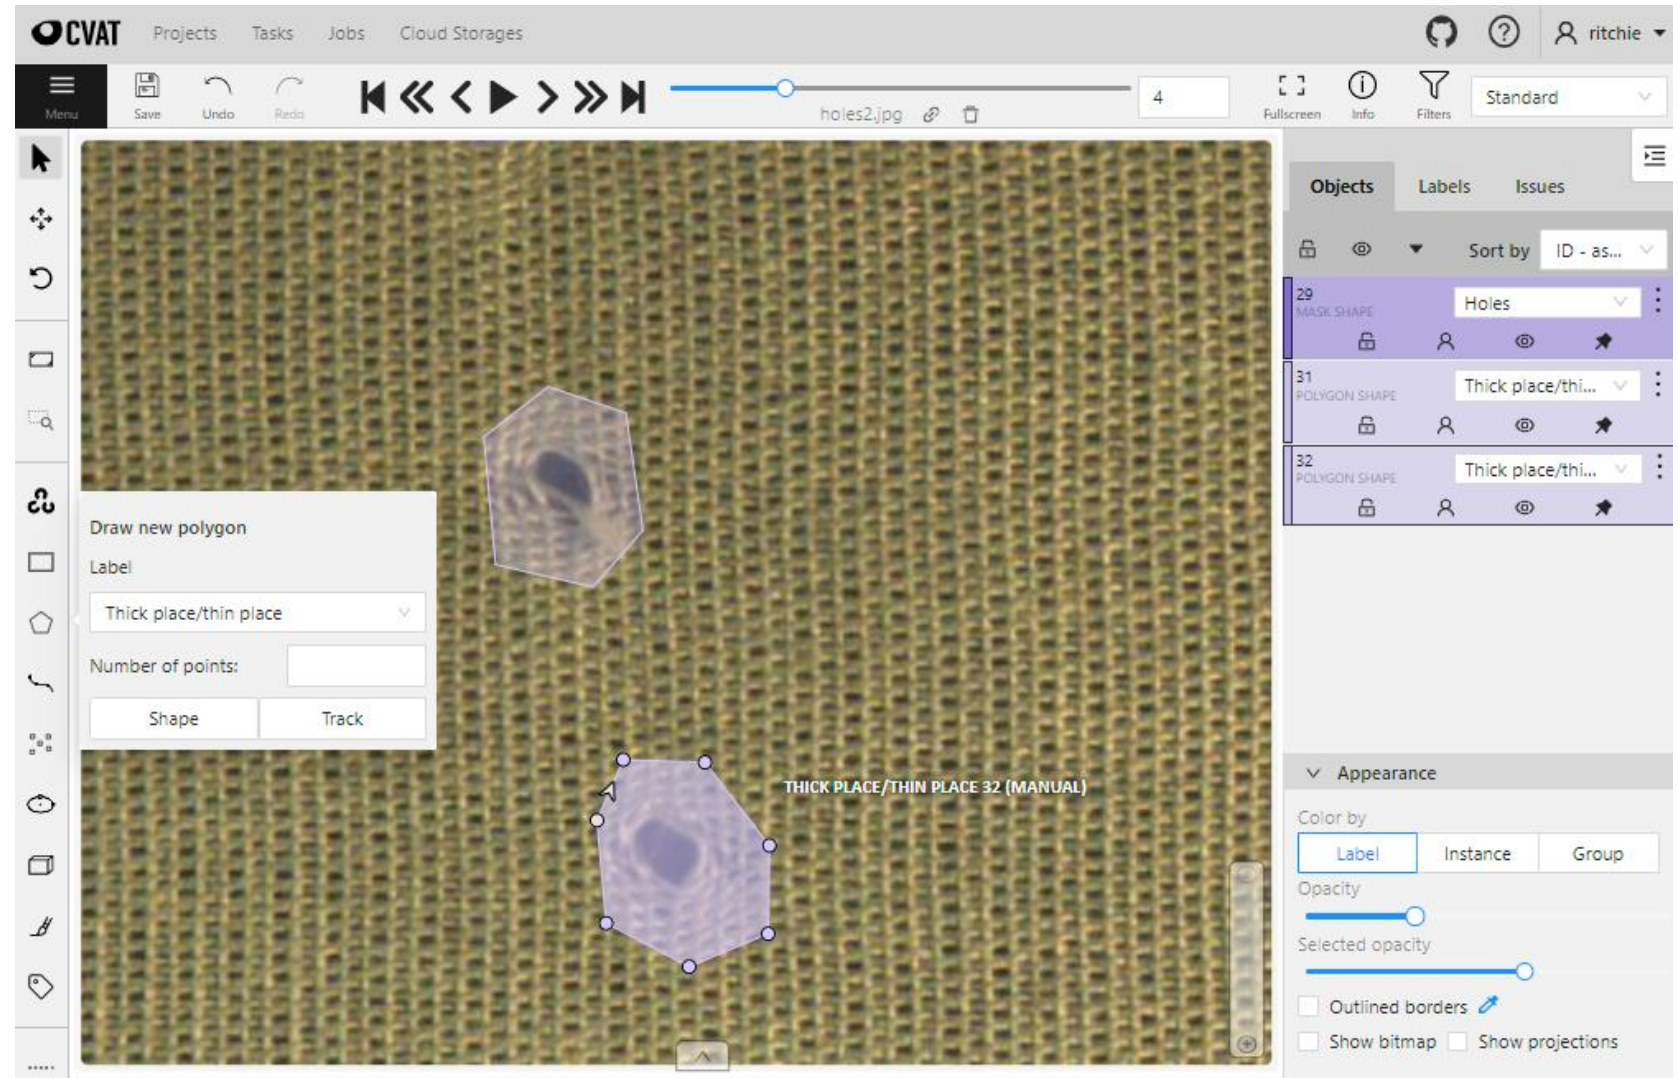 CVAT Projects Tasks Jobs Cloud Storages ritchie
Menu Save Undo Redo holes2.jpg 4 Fullscreen Info Filters Standard
Objects Labels Issues
Sort by ID - as...
29 Holes
MASK SHAPE
31 Thick place/thi...
POLYGON SHAPE
32 Thick place/thi...
POLYGON SHAPE
Draw new polygon
Label
Thick place/thin place
Number of points:
Shape Track
THICK PLACE/THIN PLACE 32 (MANUAL)
Appearance
Color by
Label Instance Group
Opacity
Selected opacity
Outlined borders
Show bitmap Show projections